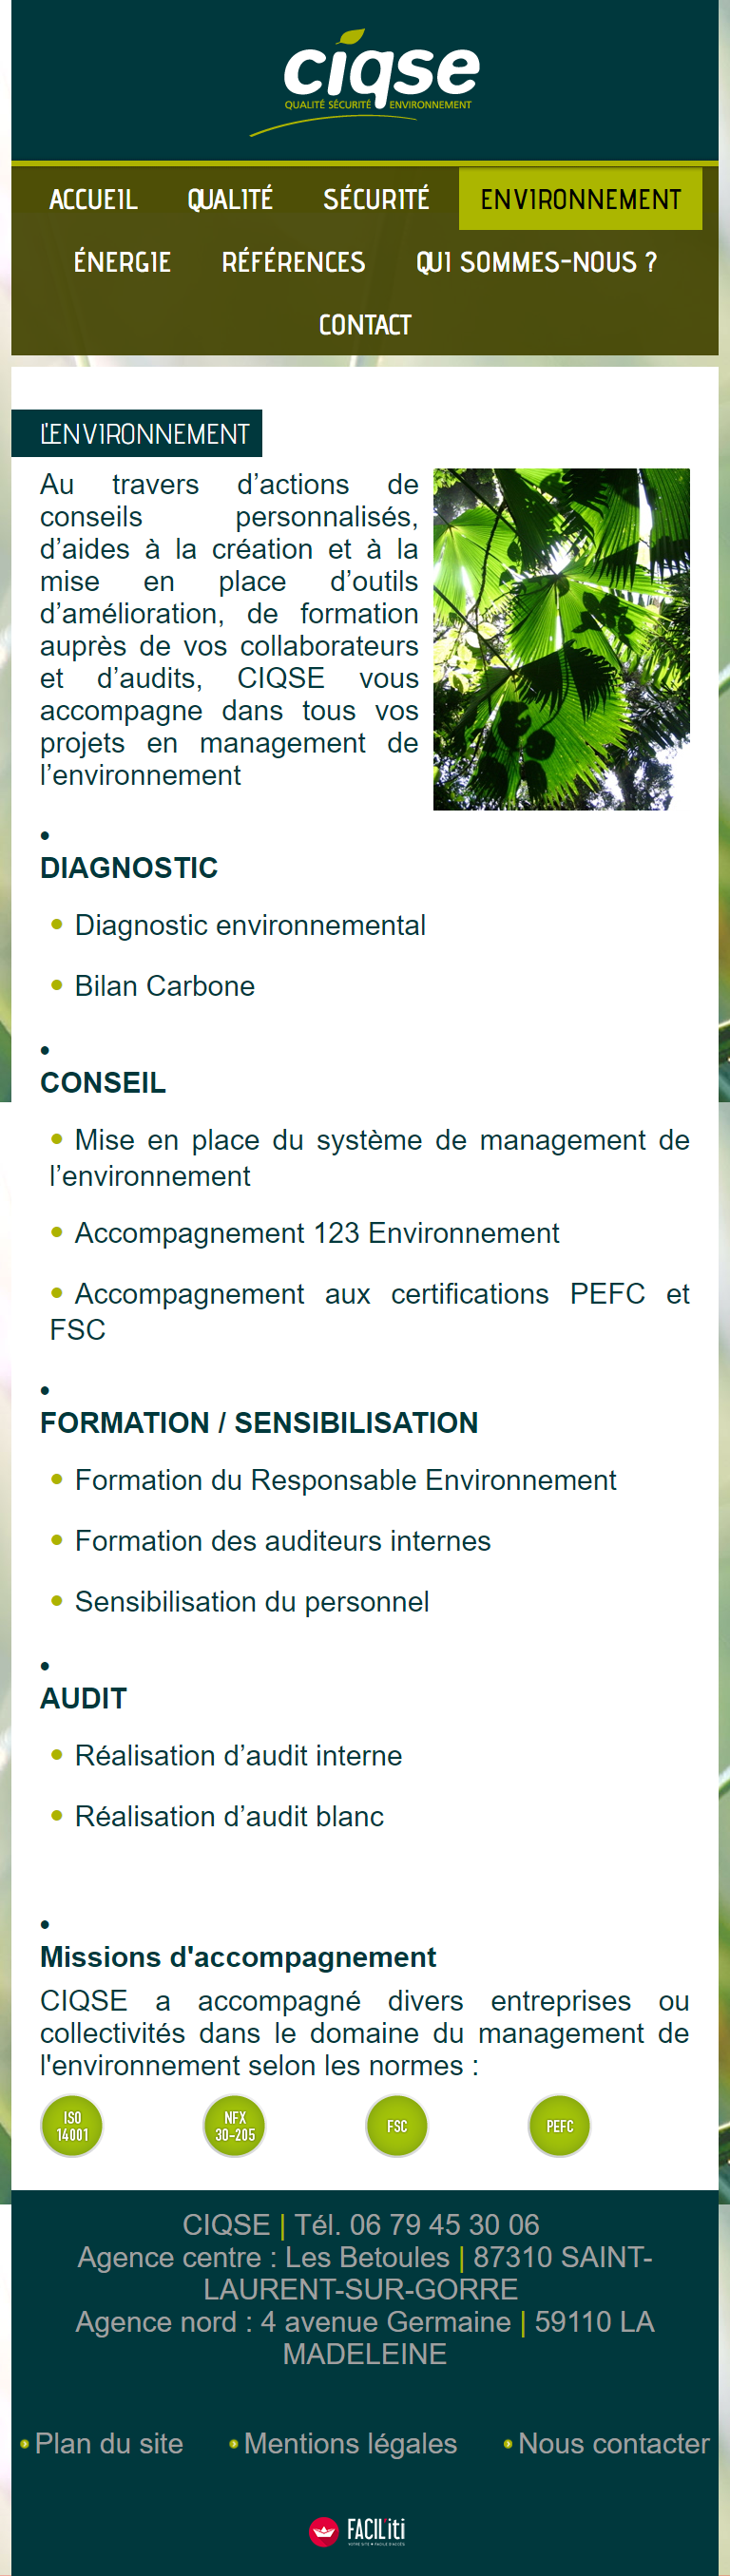 ciqse
QUALITÉ SÉCURITÉ ENVIRONNEMENT
ACCUEIL QUALITÉ SÉCURITÉ ENVIRONNEMENT
ÉNERGIE RÉFÉRENCES QUI SOMMES-NOUS ?
CONTACT
L'ENVIRONNEMENT
Au travers d’actions de
conseils personnalisés,
d’aides à la création et à la
mise en place d’outils
d’amélioration, de formation
auprès de vos collaborateurs
et d’audits, CIQSE vous
accompagne dans tous vos
projets en management de
l’environnement
•
DIAGNOSTIC
• Diagnostic environnemental
• Bilan Carbone
•
CONSEIL
• Mise en place du système de management de
l’environnement
• Accompagnement 123 Environnement
• Accompagnement aux certifications PEFC et
FSC
•
FORMATION / SENSIBILISATION
• Formation du Responsable Environnement
• Formation des auditeurs internes
• Sensibilisation du personnel
•
AUDIT
• Réalisation d’audit interne
• Réalisation d’audit blanc
•
Missions d'accompagnement
CIQSE a accompagné divers entreprises ou
collectivités dans le domaine du management de
l'environnement selon les normes :
ISO 14001 NFX 30-205 FSC PEFC
CIQSE | Tél. 06 79 45 30 06
Agence centre : Les Betoules | 87310 SAINT-
LAURENT-SUR-GORRE
Agence nord : 4 avenue Germaine | 59110 LA
MADELEINE
Plan du site Mentions légales Nous contacter
FACIL'iti